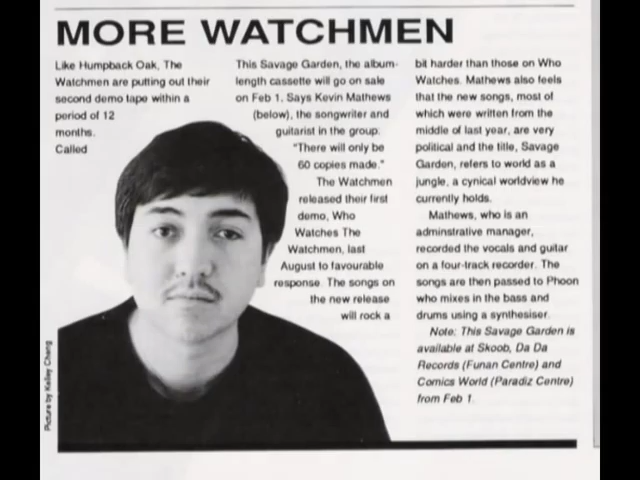 MORE WATCHMEN
Like Humpback Oak, The
Watchmen are putting out their
second demo tape within a
period of 12
months.
Called
This Savage Garden, the album-
length cassette will go on sale
on Feb 1. Says Kevin Mathews
(below), the songwriter and
guitarist in the group.
"There will only be
60 copies made."
The Watchmen
released their first
demo, Who
Watches The
Watchmen, last
August to favourable
response. The songs on
the new release
will rock a
bit harder than those on Who
Watches. Mathews also feels
that the new songs, most of
which were written from the
middle of last year, are very
political and the title, Savage
Garden, refers to world as a
jungle, a cynical worldview he
currently holds.
Mathews, who is an
adminstrative manager,
recorded the vocals and guitar
on a four-track recorder. The
songs are then passed to Phoon
who mixes in the bass and
drums using a synthesiser.
Note: This Savage Garden is
available at Skoob, Da Da
Records (Funan Centre) and
Comics World (Paradiz Centre)
from Feb 1.
Picture by Kelley Cheng